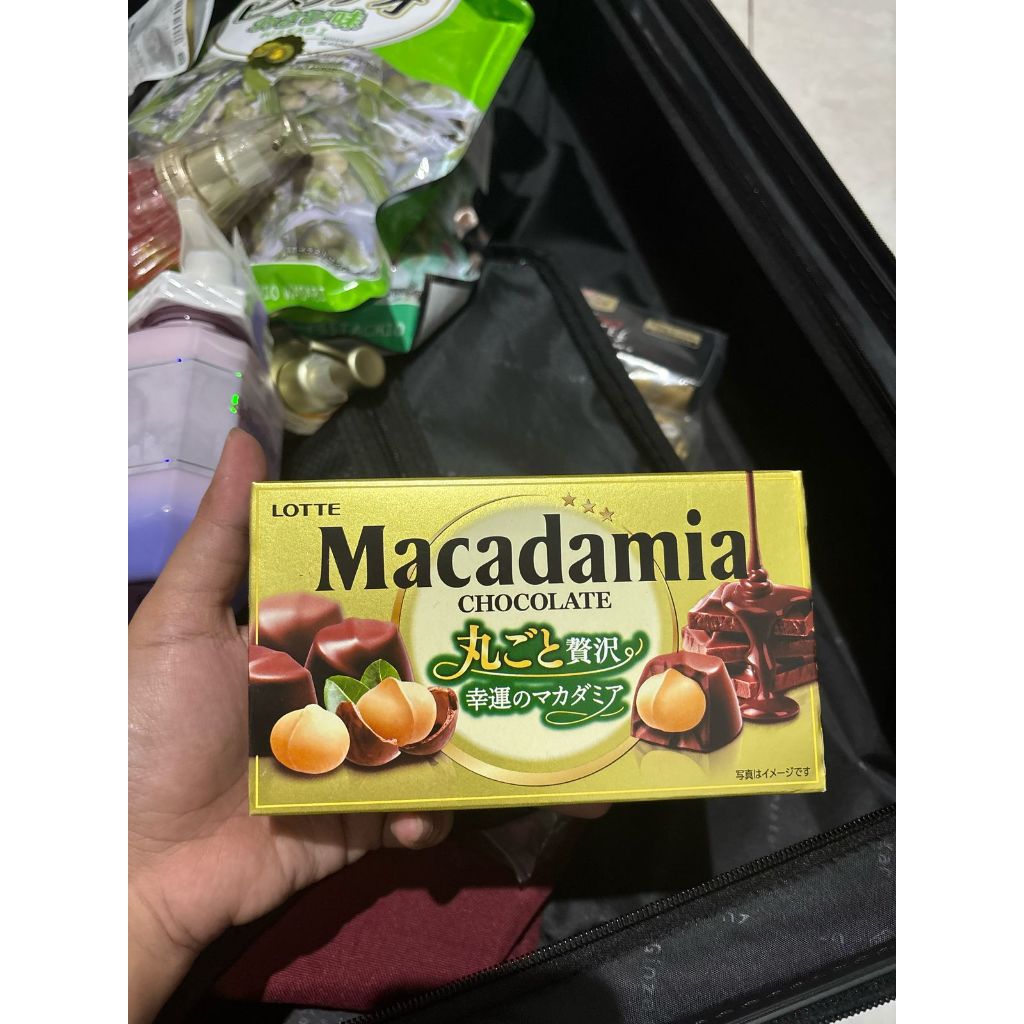 LOTTE
Macadamia
CHOCOLATE
丸ごと贅沢
幸運のマカダミア
写真はイメージです